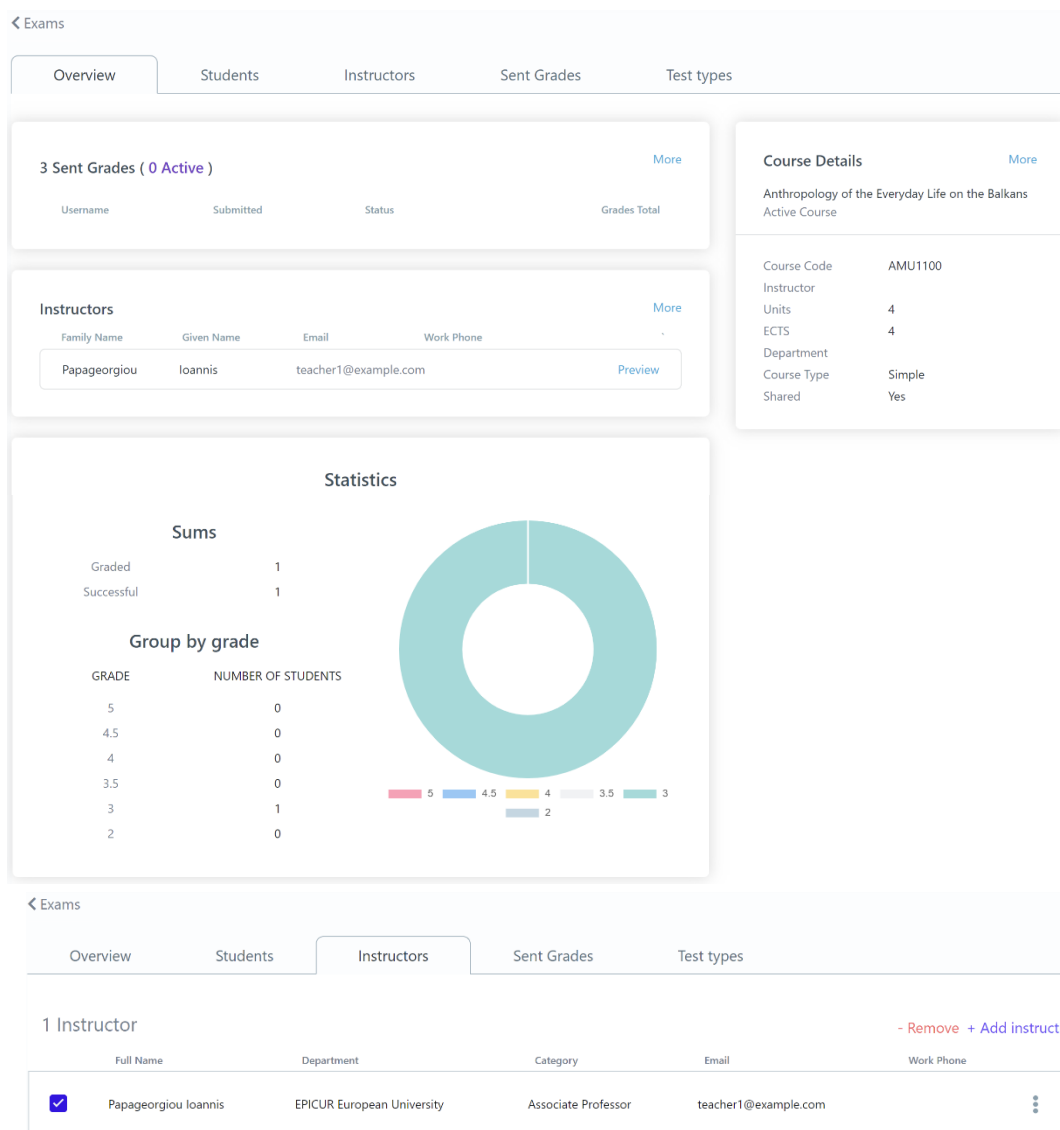 Exams
Overview Students Instructors Sent Grades Test types
3 Sent Grades ( 0 Active ) More
Username Submitted Status Grades Total
Instructors More
Family Name Given Name Email Work Phone
Papageorgiou Ioannis teacher1@example.com Preview
Course Details More
Anthropology of the Everyday Life on the Balkans
Active Course
Course Code AMU1100
Instructor
Units 4
ECTS 4
Department
Course Type Simple
Shared Yes
Statistics
Sums
Graded 1
Successful 1
Group by grade
GRADE NUMBER OF STUDENTS
5 0
4.5 0
4 0
3.5 0
3 1
2 0
5 4.5 4 3.5 3
2
Exams
Overview Students Instructors Sent Grades Test types
1 Instructor - Remove + Add instruct
Full Name Department Category Email Work Phone
Papageorgiou Ioannis EPICUR European University Associate Professor teacher1@example.com